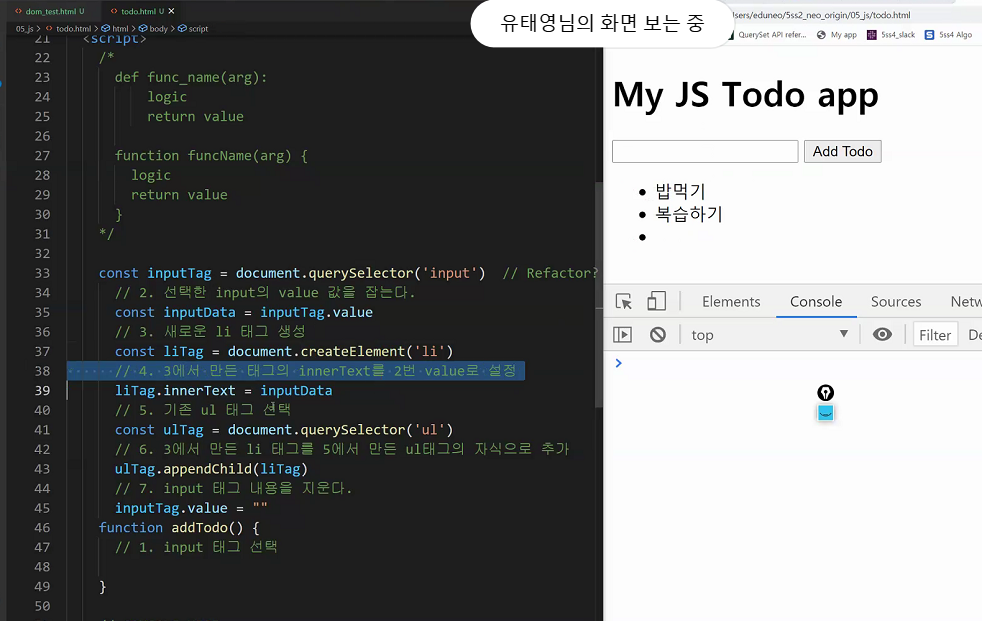 dom_test.html U
todo.html U
유태영님의 화면 보는 중
/Users/eduneo/5ss2_neo_origin/05_js/todo.html
05_js > todo.html > html > body > script
QuerySet API refer... My app 5ss4_slack 5ss4 Algo
21 <script>
22 /*
23 def func_name(arg):
24 logic
25 return value
26
27 function funcName(arg) {
28 logic
29 return value
30 }
31 */
32
33 const inputTag = document.querySelector('input') // Refactor?
34 // 2. 선택한 input의 value 값을 잡는다.
35 const inputData = inputTag.value
36 // 3. 새로운 li 태그 생성
37 const liTag = document.createElement('li')
38 // 4. 3에서 만든 태그의 innerText를 2번 value로 설정
39 liTag.innerText = inputData
40 // 5. 기존 ul 태그 선택
41 const ulTag = document.querySelector('ul')
42 // 6. 3에서 만든 li 태그를 5에서 만든 ul태그의 자식으로 추가
43 ulTag.appendChild(liTag)
44 // 7. input 태그 내용을 지운다.
45 inputTag.value = ""
46 function addTodo() {
47 // 1. input 태그 선택
48
49 }
50
My JS Todo app
Add Todo
밥먹기
복습하기
Elements Console Sources Netw
top Filter De